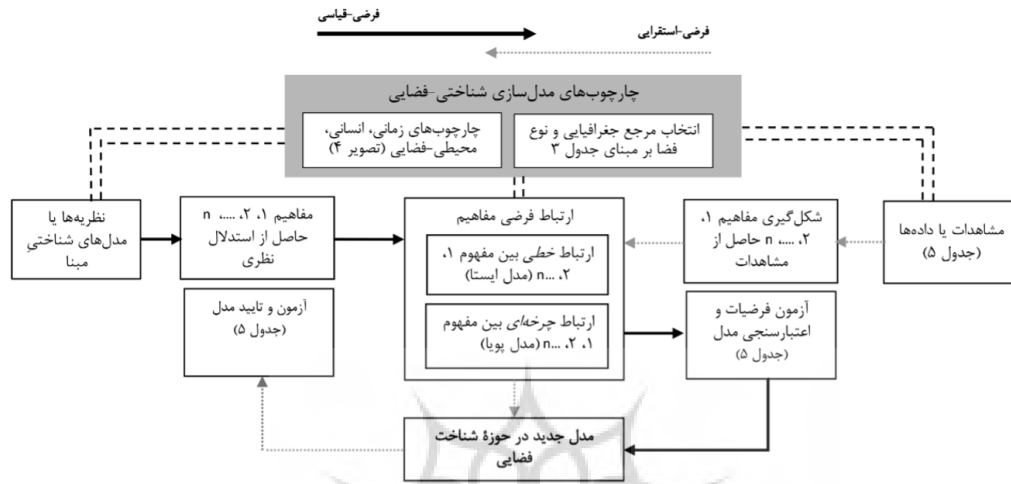 فرضی-قیاسی
فرضی-استقرایی
چارچوب‌های مدل‌سازی شناختی-فضایی
انتخاب مرجع جغرافیایی و نوع
فضا بر مبنای جدول ۳
چارچوب‌های زمانی، انسانی،
محیطی-فضایی (تصویر ۴)
مشاهدات یا داده‌ها
(جدول ۵)
شکل‌گیری مفاهیم ۱،
۲، ....، n حاصل از
مشاهدات
ارتباط فرضی مفاهیم
ارتباط خطی بین مفهوم ۱،
۲، ...n (مدل ایستا)
ارتباط چرخه‌ای بین مفهوم
۱، ۲، ...n (مدل پویا)
مفاهیم ۱، ۲، ....، n
حاصل از استدلال
نظری
نظریه‌ها یا
مدل‌های شناختیِ
مبنا
آزمون فرضیات و
اعتبارسنجی مدل
(جدول ۵)
آزمون و تایید مدل
(جدول ۵)
مدل جدید در حوزهٔ شناخت
فضایی